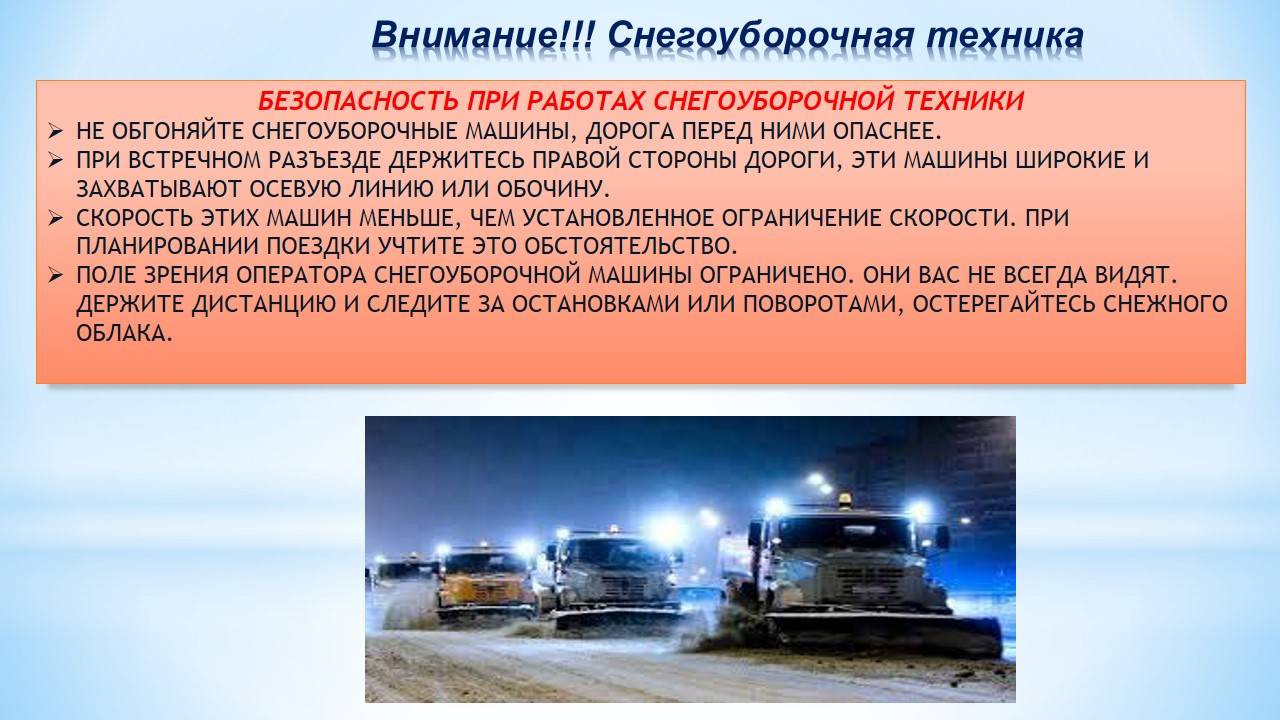 Внимание!!! Снегоуборочная техника
БЕЗОПАСНОСТЬ ПРИ РАБОТАХ СНЕГОУБОРОЧНОЙ ТЕХНИКИ
➢ НЕ ОБГОНЯЙТЕ СНЕГОУБОРОЧНЫЕ МАШИНЫ, ДОРОГА ПЕРЕД НИМИ ОПАСНЕЕ.
➢ ПРИ ВСТРЕЧНОМ РАЗЪЕЗДЕ ДЕРЖИТЕСЬ ПРАВОЙ СТОРОНЫ ДОРОГИ, ЭТИ МАШИНЫ ШИРОКИЕ И
ЗАХВАТЫВАЮТ ОСЕВУЮ ЛИНИЮ ИЛИ ОБОЧИНУ.
➢ СКОРОСТЬ ЭТИХ МАШИН МЕНЬШЕ, ЧЕМ УСТАНОВЛЕННОЕ ОГРАНИЧЕНИЕ СКОРОСТИ. ПРИ
ПЛАНИРОВАНИИ ПОЕЗДКИ УЧТИТЕ ЭТО ОБСТОЯТЕЛЬСТВО.
➢ ПОЛЕ ЗРЕНИЯ ОПЕРАТОРА СНЕГОУБОРОЧНОЙ МАШИНЫ ОГРАНИЧЕНО. ОНИ ВАС НЕ ВСЕГДА ВИДЯТ.
ДЕРЖИТЕ ДИСТАНЦИЮ И СЛЕДИТЕ ЗА ОСТАНОВКАМИ ИЛИ ПОВОРОТАМИ, ОСТЕРЕГАЙТЕСЬ СНЕЖНОГО
ОБЛАКА.